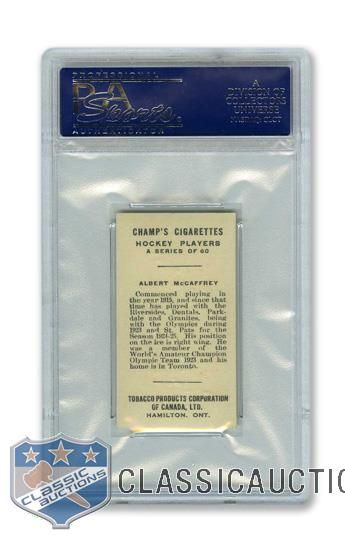 PROFESSIONAL
PSA
Sports
AUTHENTICATOR
A
DIVISION OF
COLLECTORS
UNIVERSE
NASDAQ: CLCT
CHAMP'S CIGARETTES
HOCKEY PLAYERS
A SERIES OF 60
ALBERT McCAFFREY
Commenced playing in
the year 1915, and since that
time has played with the
Riversides, Dentals, Park-
dale and Granites, being
with the Olympics during
1923 and St. Pats for the
Season 1924-25. His position
on the ice is right wing. He
was a member of the
World's Amateur Champion
Olympic Team 1923 and his
home is in Toronto.
TOBACCO PRODUCTS CORPORATION
OF CANADA, LTD.
HAMILTON, ONT.
CLASSIC
AUCTIONS
CLASSICAUCTIO